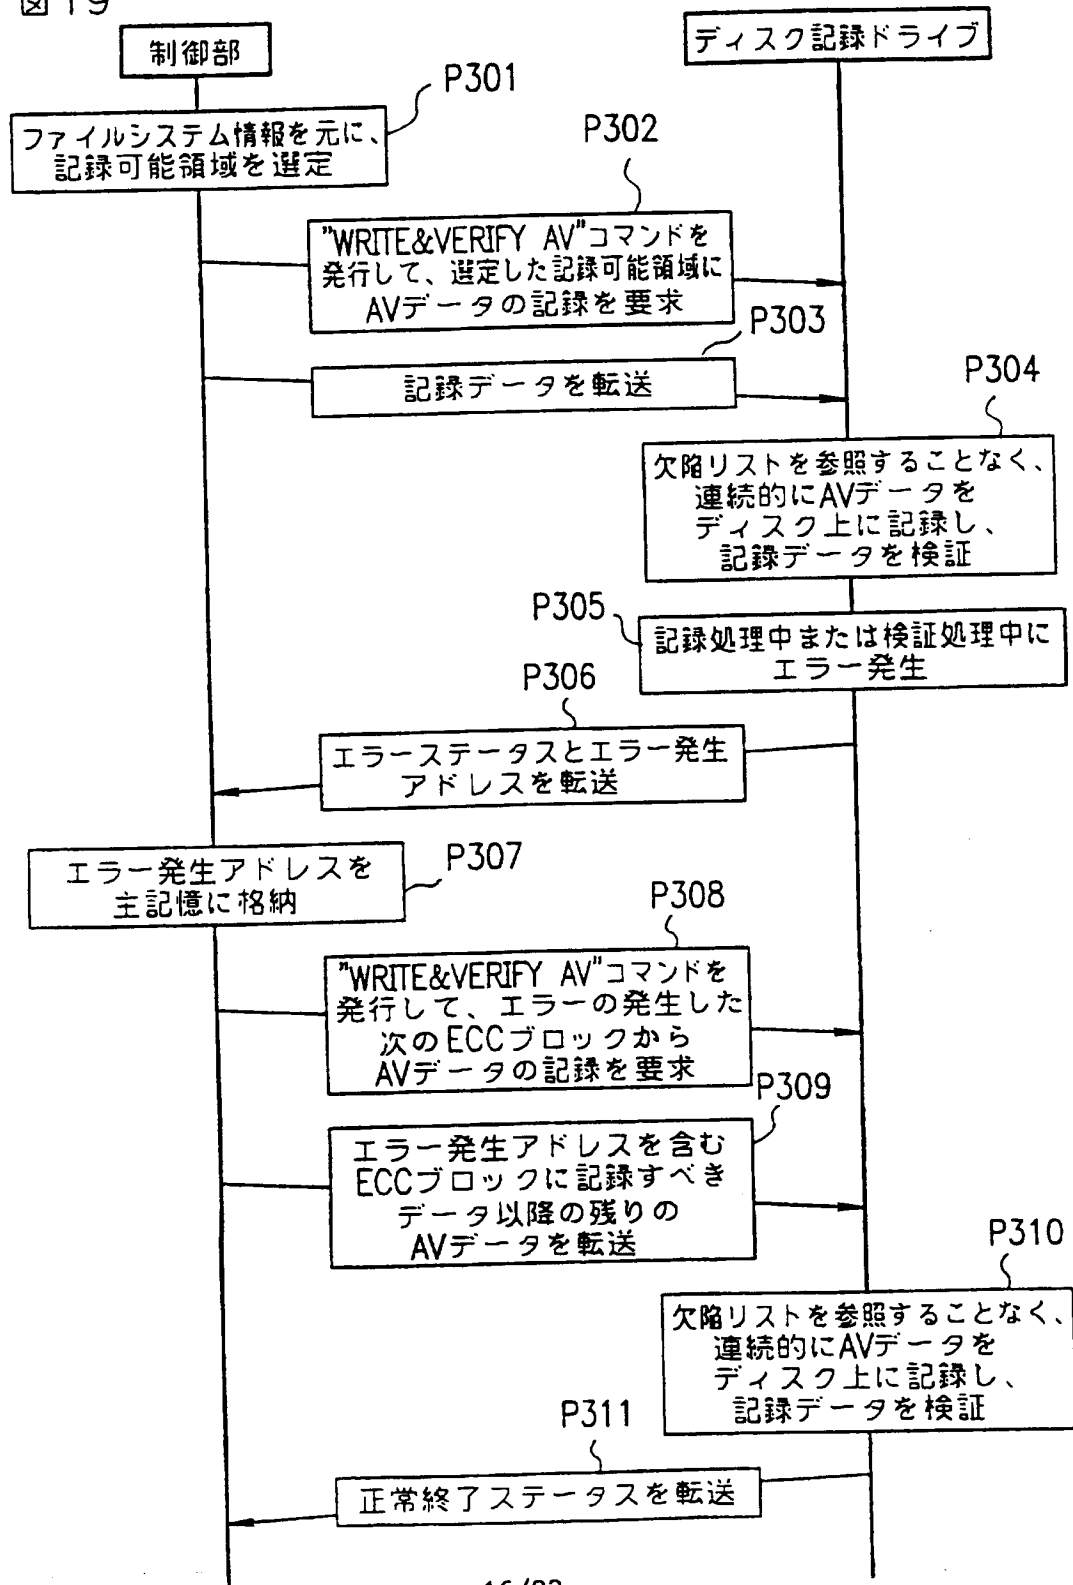 図19
制御部
ディスク記録ドライブ
P301
ファイルシステム情報を元に、
記録可能領域を選定
P302
"WRITE&VERIFY AV"コマンドを
発行して、選定した記録可能領域に
AVデータの記録を要求
P303
記録データを転送
P304
欠陥リストを参照することなく、
連続的にAVデータを
ディスク上に記録し、
記録データを検証
P305
記録処理中または検証処理中に
エラー発生
P306
エラーステータスとエラー発生
アドレスを転送
P307
エラー発生アドレスを
主記憶に格納
P308
"WRITE&VERIFY AV"コマンドを
発行して、エラーの発生した
次のECCブロックから
AVデータの記録を要求
P309
エラー発生アドレスを含む
ECCブロックに記録すべき
データ以降の残りの
AVデータを転送
P310
欠陥リストを参照することなく、
連続的にAVデータを
ディスク上に記録し、
記録データを検証
P311
正常終了ステータスを転送